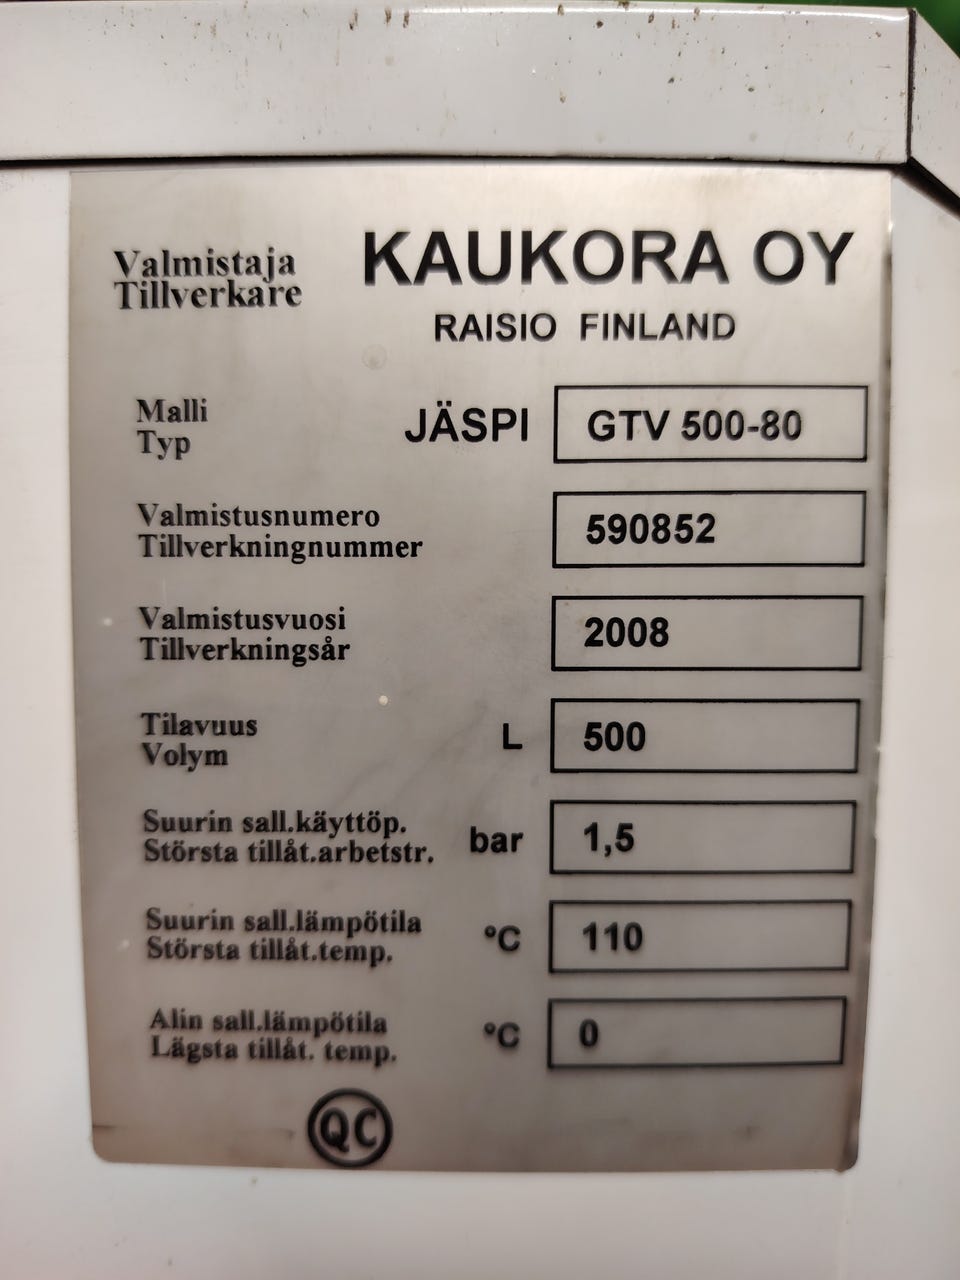 Valmistaja
Tillverkare
KAUKORA OY
RAISIO FINLAND
Malli
Typ
JÄSPI GTV 500-80
Valmistusnumero
Tillverkningnummer
590852
Valmistusvuosi
Tillverkningsår
2008
Tilavuus
Volym
L 500
Suurin sall.käyttöp.
Största tillåt.arbetstr.
bar 1,5
Suurin sall.lämpötila
Största tillåt.temp.
°C 110
Alin sall.lämpötila
Lägsta tillåt. temp.
°C 0
QC